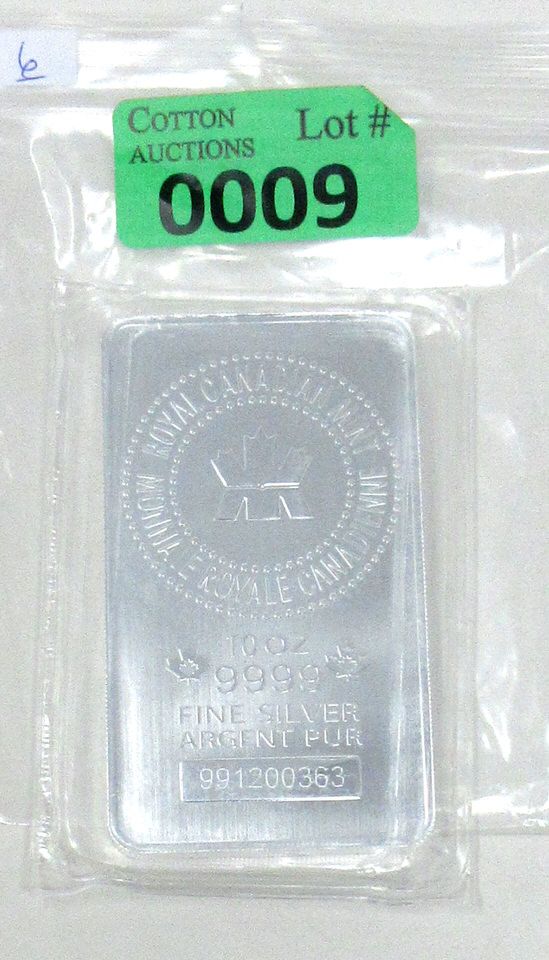 6
COTTON
AUCTIONS
Lot #
0009
ROYAL CANADIAN MINT
MONNAIE ROYALE CANADIENNE
10 OZ
9999
FINE SILVER
ARGENT PUR
991200363